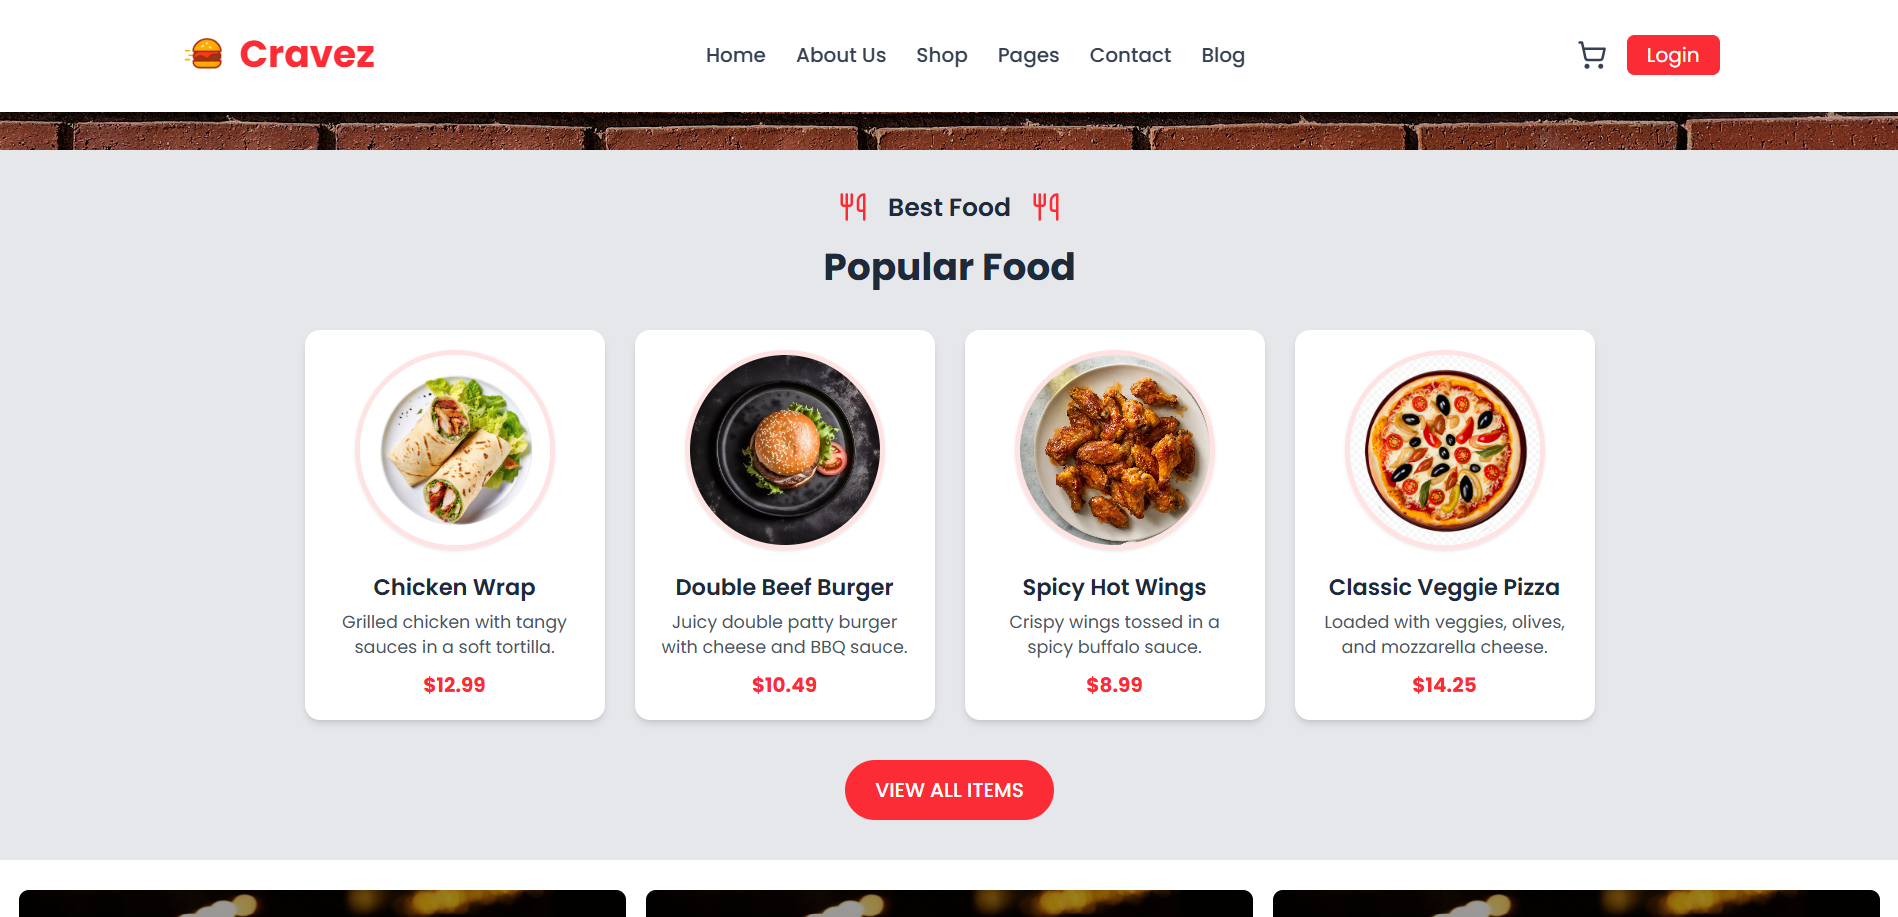 Cravez
Home About Us Shop Pages Contact Blog
Login
Best Food
Popular Food
Chicken Wrap
Grilled chicken with tangy
sauces in a soft tortilla.
$12.99
Double Beef Burger
Juicy double patty burger
with cheese and BBQ sauce.
$10.49
Spicy Hot Wings
Crispy wings tossed in a
spicy buffalo sauce.
$8.99
Classic Veggie Pizza
Loaded with veggies, olives,
and mozzarella cheese.
$14.25
VIEW ALL ITEMS